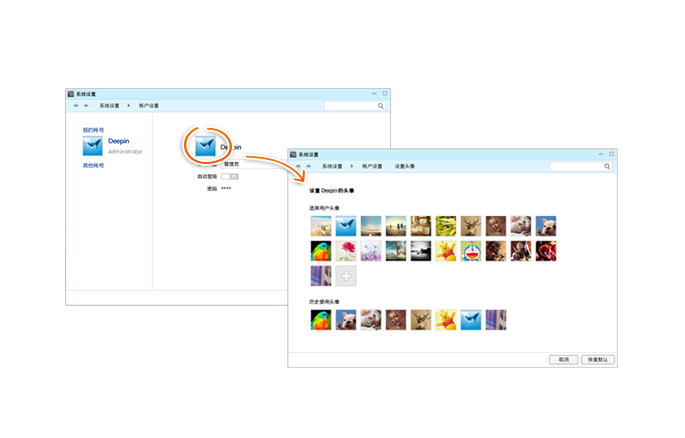 系统设置
系统设置 账户设置
我的帐号
Deepin
Administrator
其他帐号
Deepin
管理员
自动登陆
密码 ****
系统设置
系统设置 账户设置 设置头像
设置 Deepin 的头像
选择用户头像
历史使用头像
取消 恢复默认